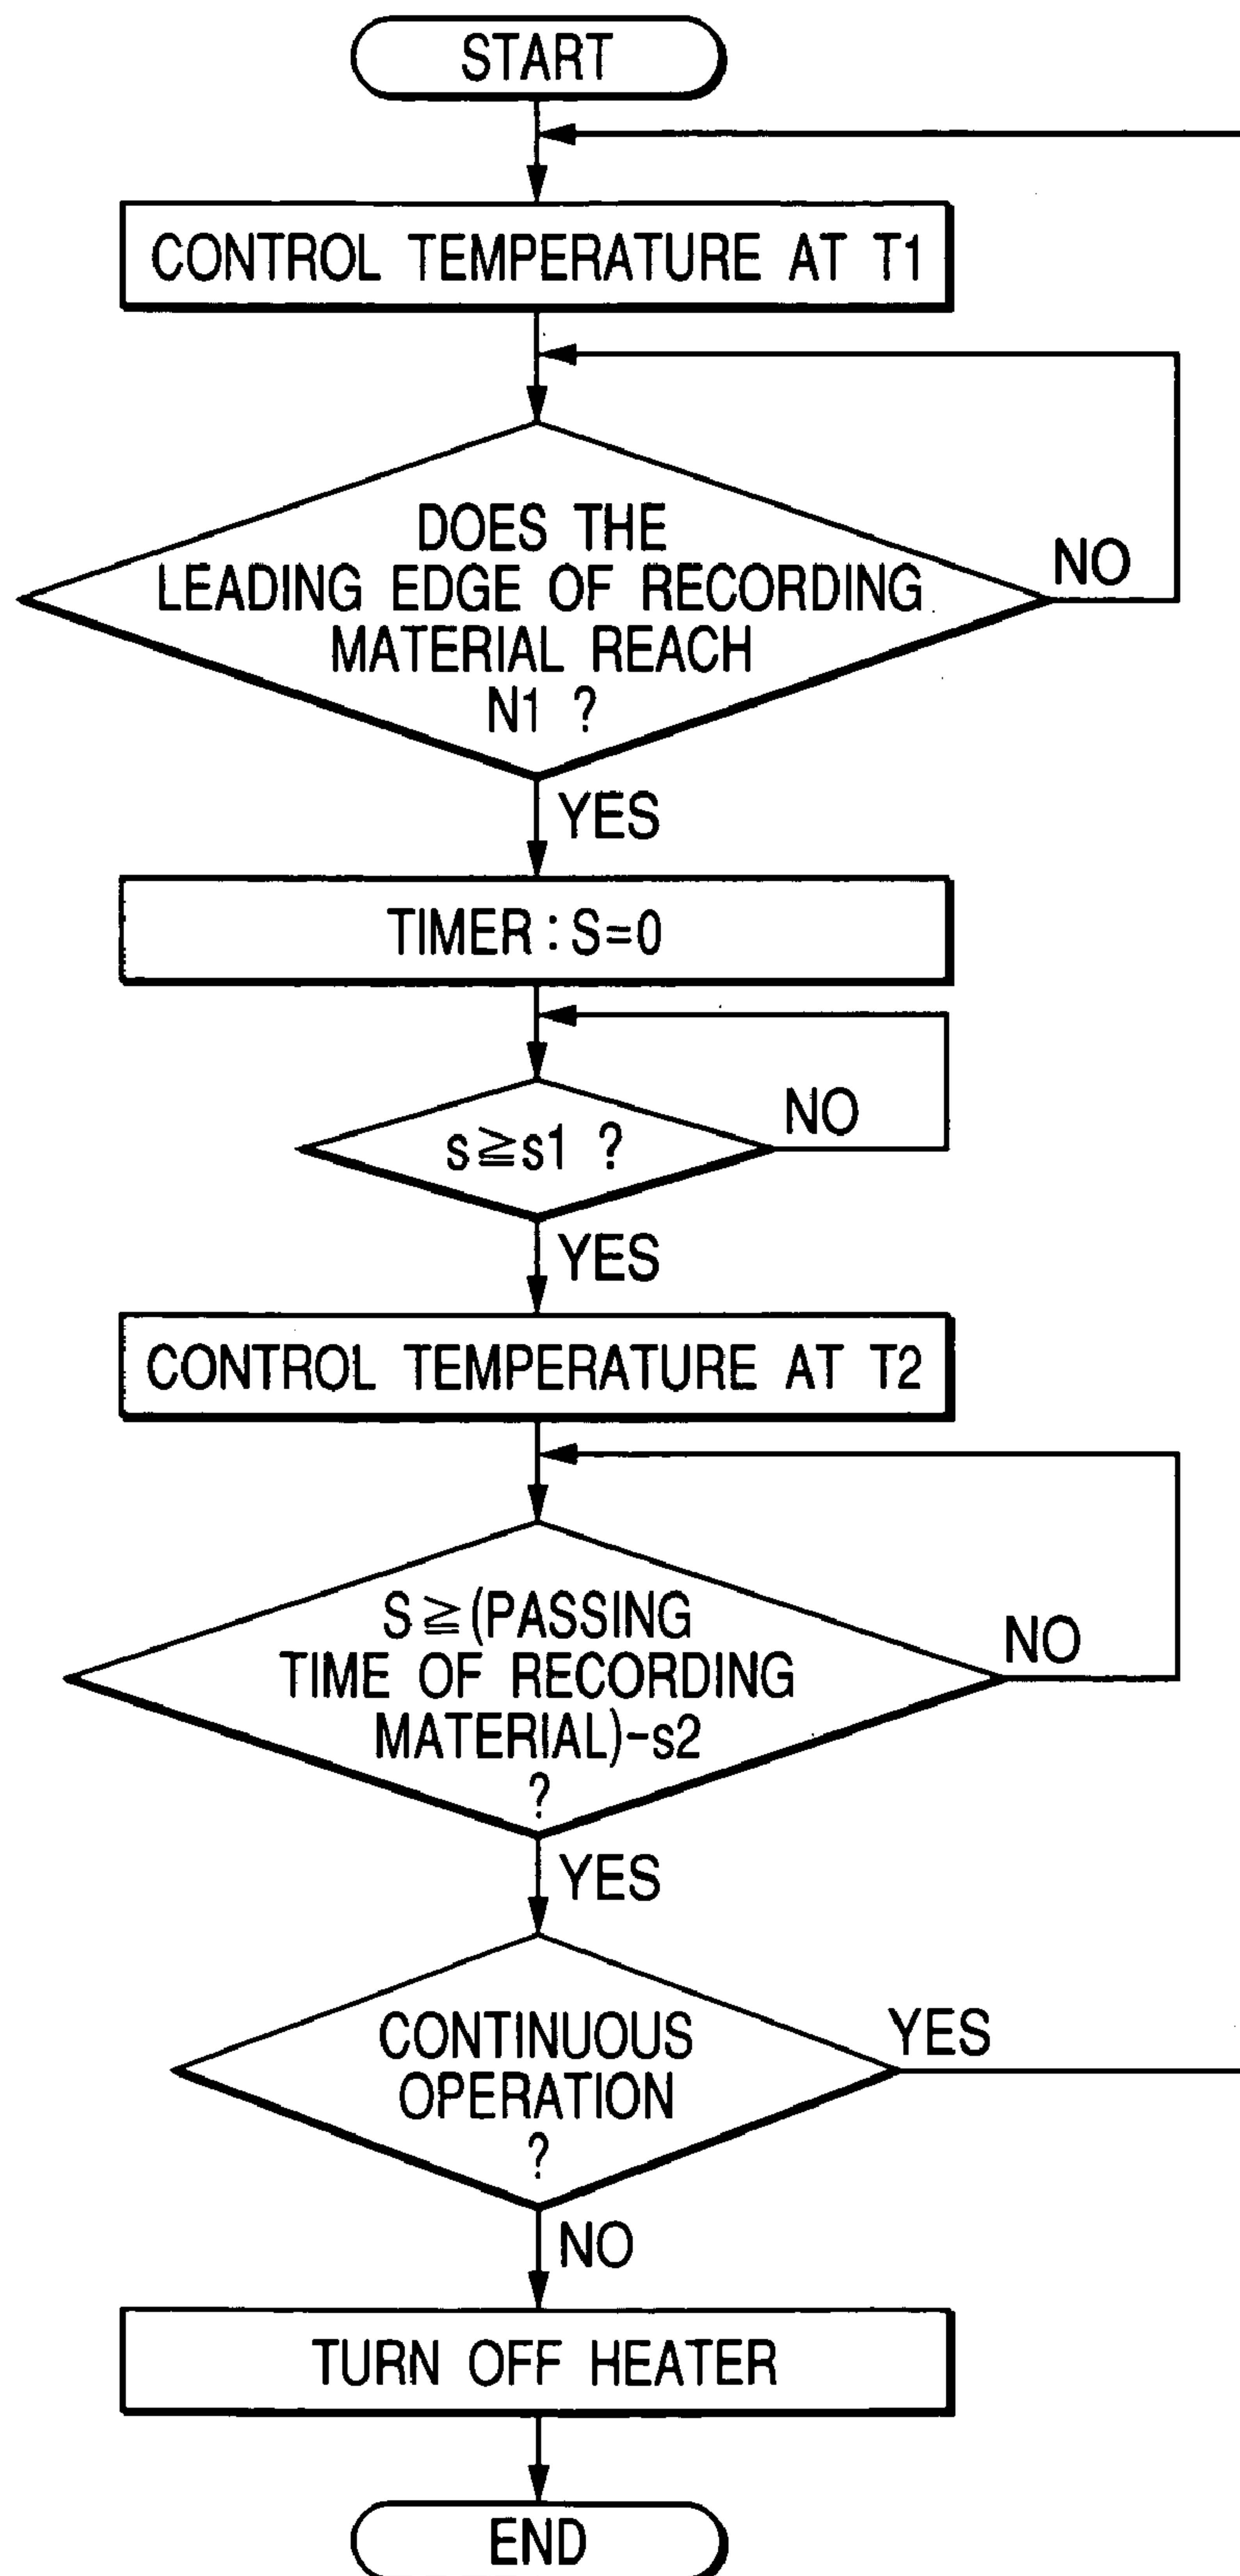 START
CONTROL TEMPERATURE AT T1
DOES THE
LEADING EDGE OF RECORDING
MATERIAL REACH
N1 ?
NO
YES
TIMER : S=0
s≧s1 ?
NO
YES
CONTROL TEMPERATURE AT T2
S≧(PASSING
TIME OF RECORDING
MATERIAL)-s2
?
NO
YES
CONTINUOUS
OPERATION
?
YES
NO
TURN OFF HEATER
END